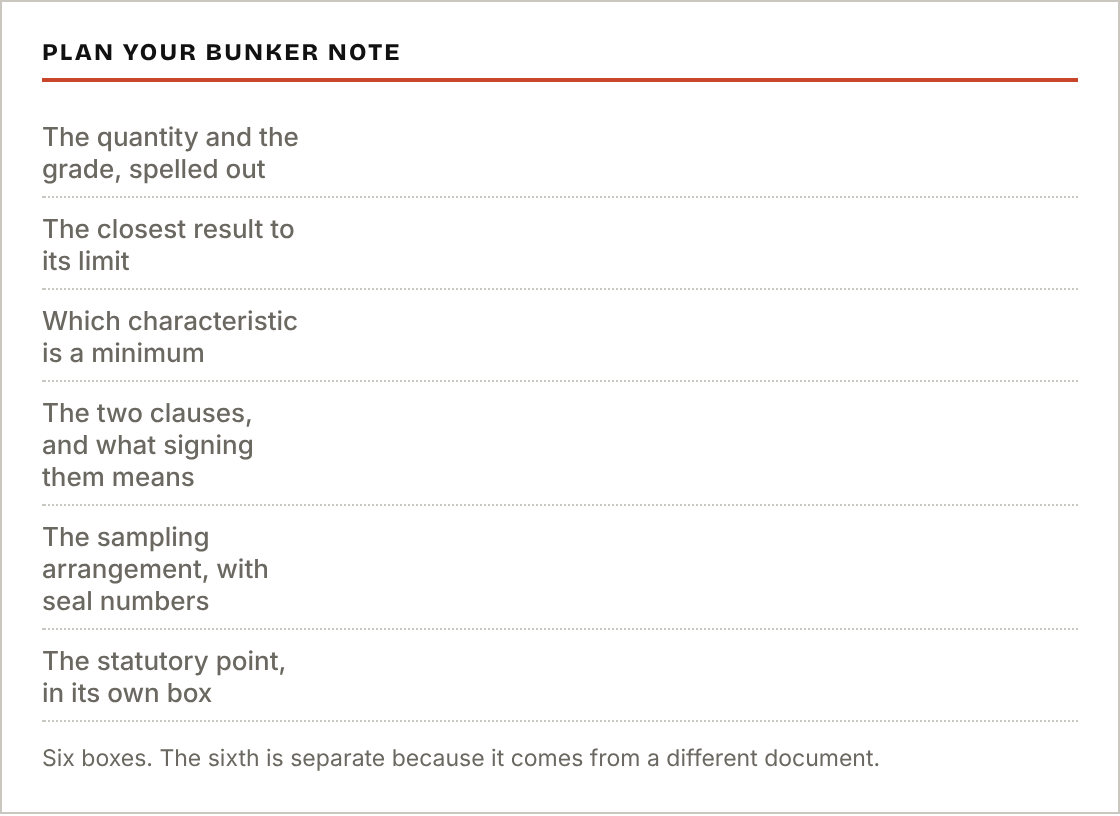 PLAN YOUR BUNKER NOTE
The quantity and the
grade, spelled out
The closest result to
its limit
Which characteristic
is a minimum
The two clauses,
and what signing
them means
The sampling
arrangement, with
seal numbers
The statutory point,
in its own box
Six boxes. The sixth is separate because it comes from a different document.